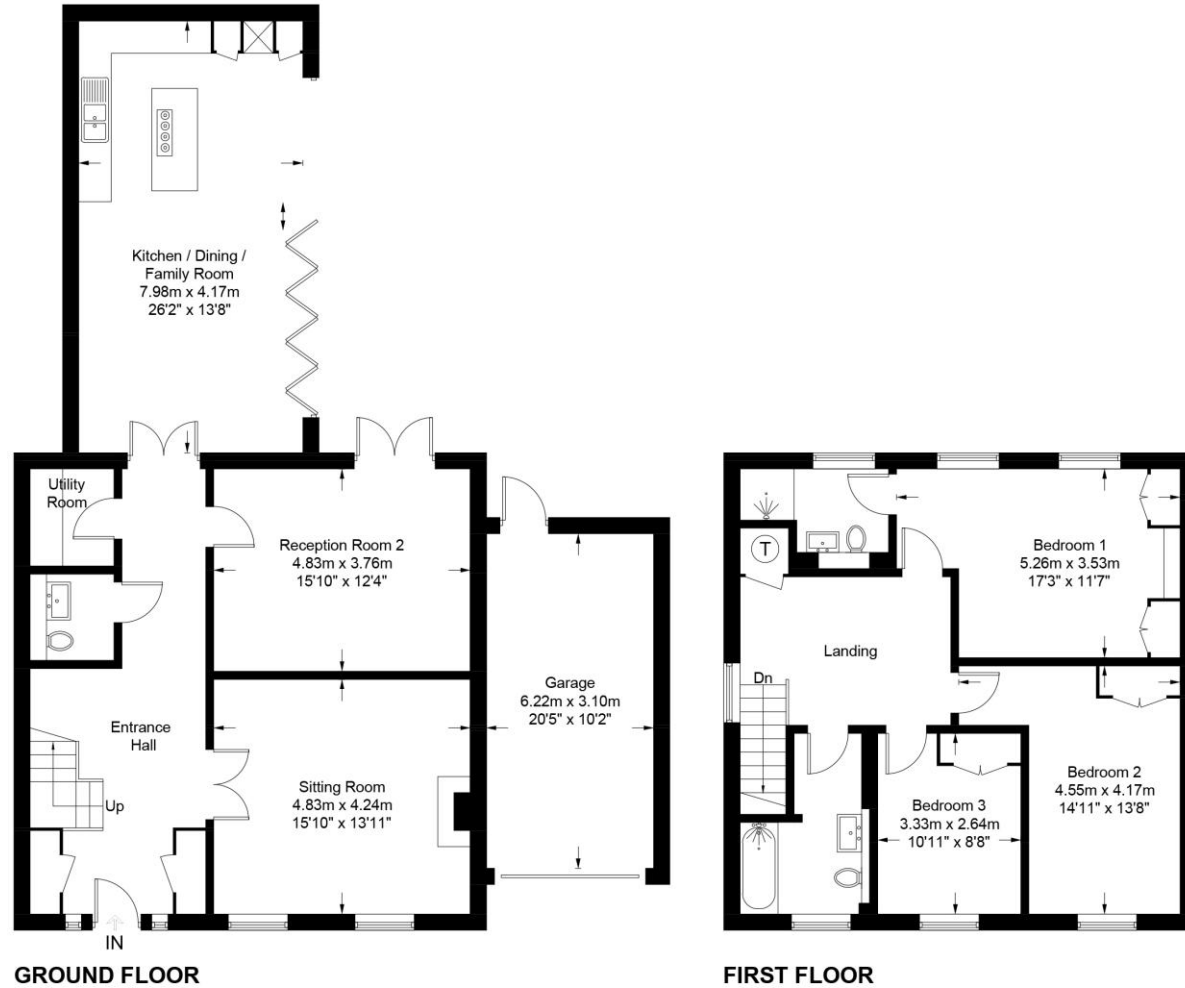 Kitchen / Dining /
Family Room
7.98m x 4.17m
26'2" x 13'8"
Utility
Room
Reception Room 2
4.83m x 3.76m
15'10" x 12'4"
Entrance
Hall
Up
Sitting Room
4.83m x 4.24m
15'10" x 13'11"
Garage
6.22m x 3.10m
20'5" x 10'2"
IN
GROUND FLOOR
T
Bedroom 1
5.26m x 3.53m
17'3" x 11'7"
Landing
Dn
Bedroom 2
4.55m x 4.17m
14'11" x 13'8"
Bedroom 3
3.33m x 2.64m
10'11" x 8'8"
FIRST FLOOR